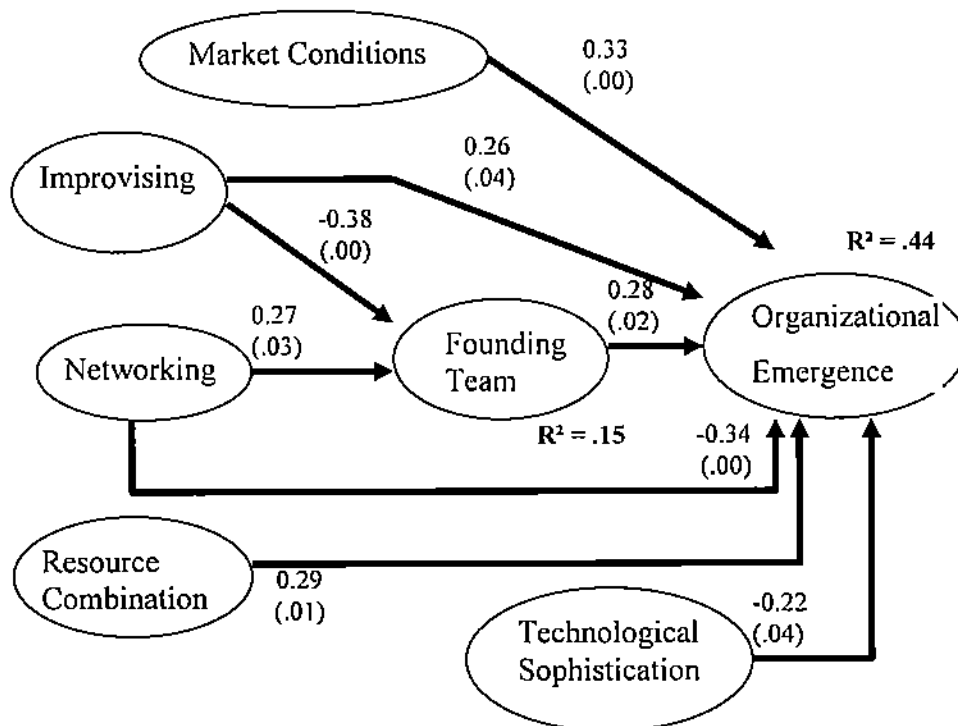 Market Conditions
0.33
(.00)
Improvising
0.26
(.04)
-0.38
(.00)
R² = .44
Organizational
Emergence
0.28
(.02)
0.27
(.03)
Networking
Founding
Team
R² = .15
-0.34
(.00)
Resource
Combination
0.29
(.01)
Technological
Sophistication
-0.22
(.04)